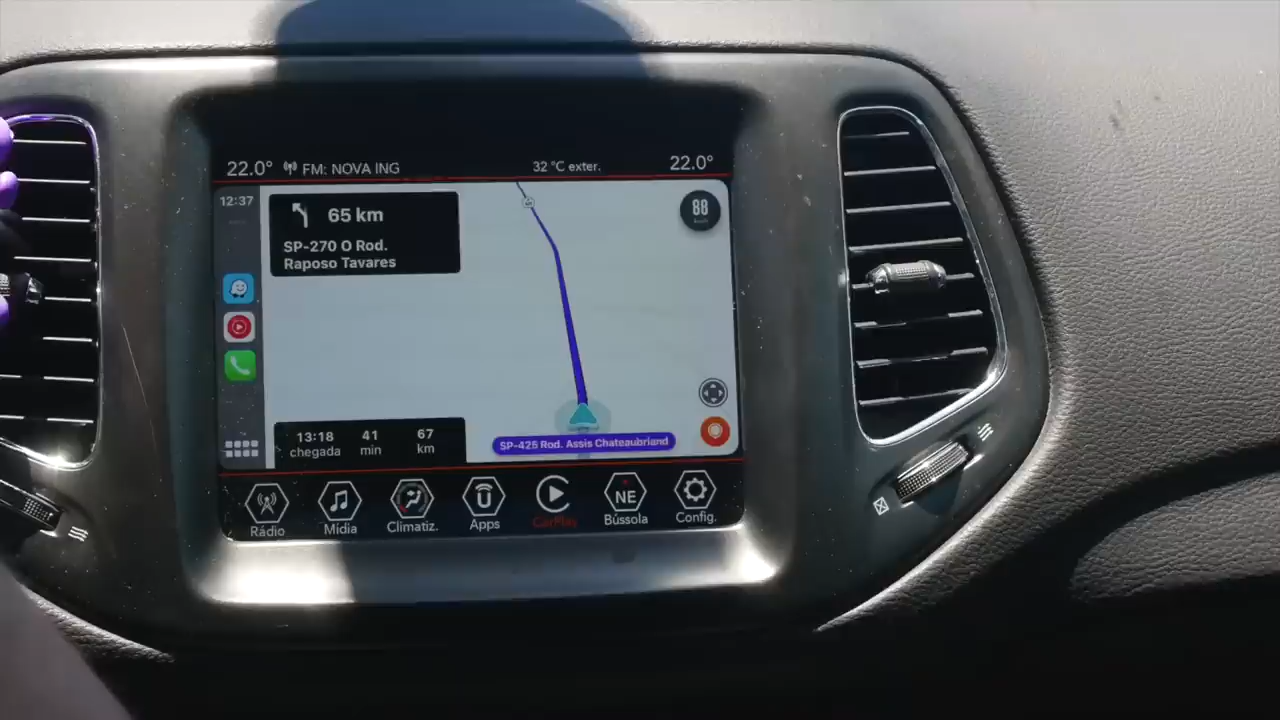 22.0° FM: NOVA ING 32 °C exter. 22.0°
12:37
65 km
SP-270 O Rod.
Raposo Tavares
88
13:18 41 67
chegada min km
SP-425 Rod. Assis Chateaubriand
NE
Rádio Mídia Climatiz. Apps CarPlay Bússola Config.